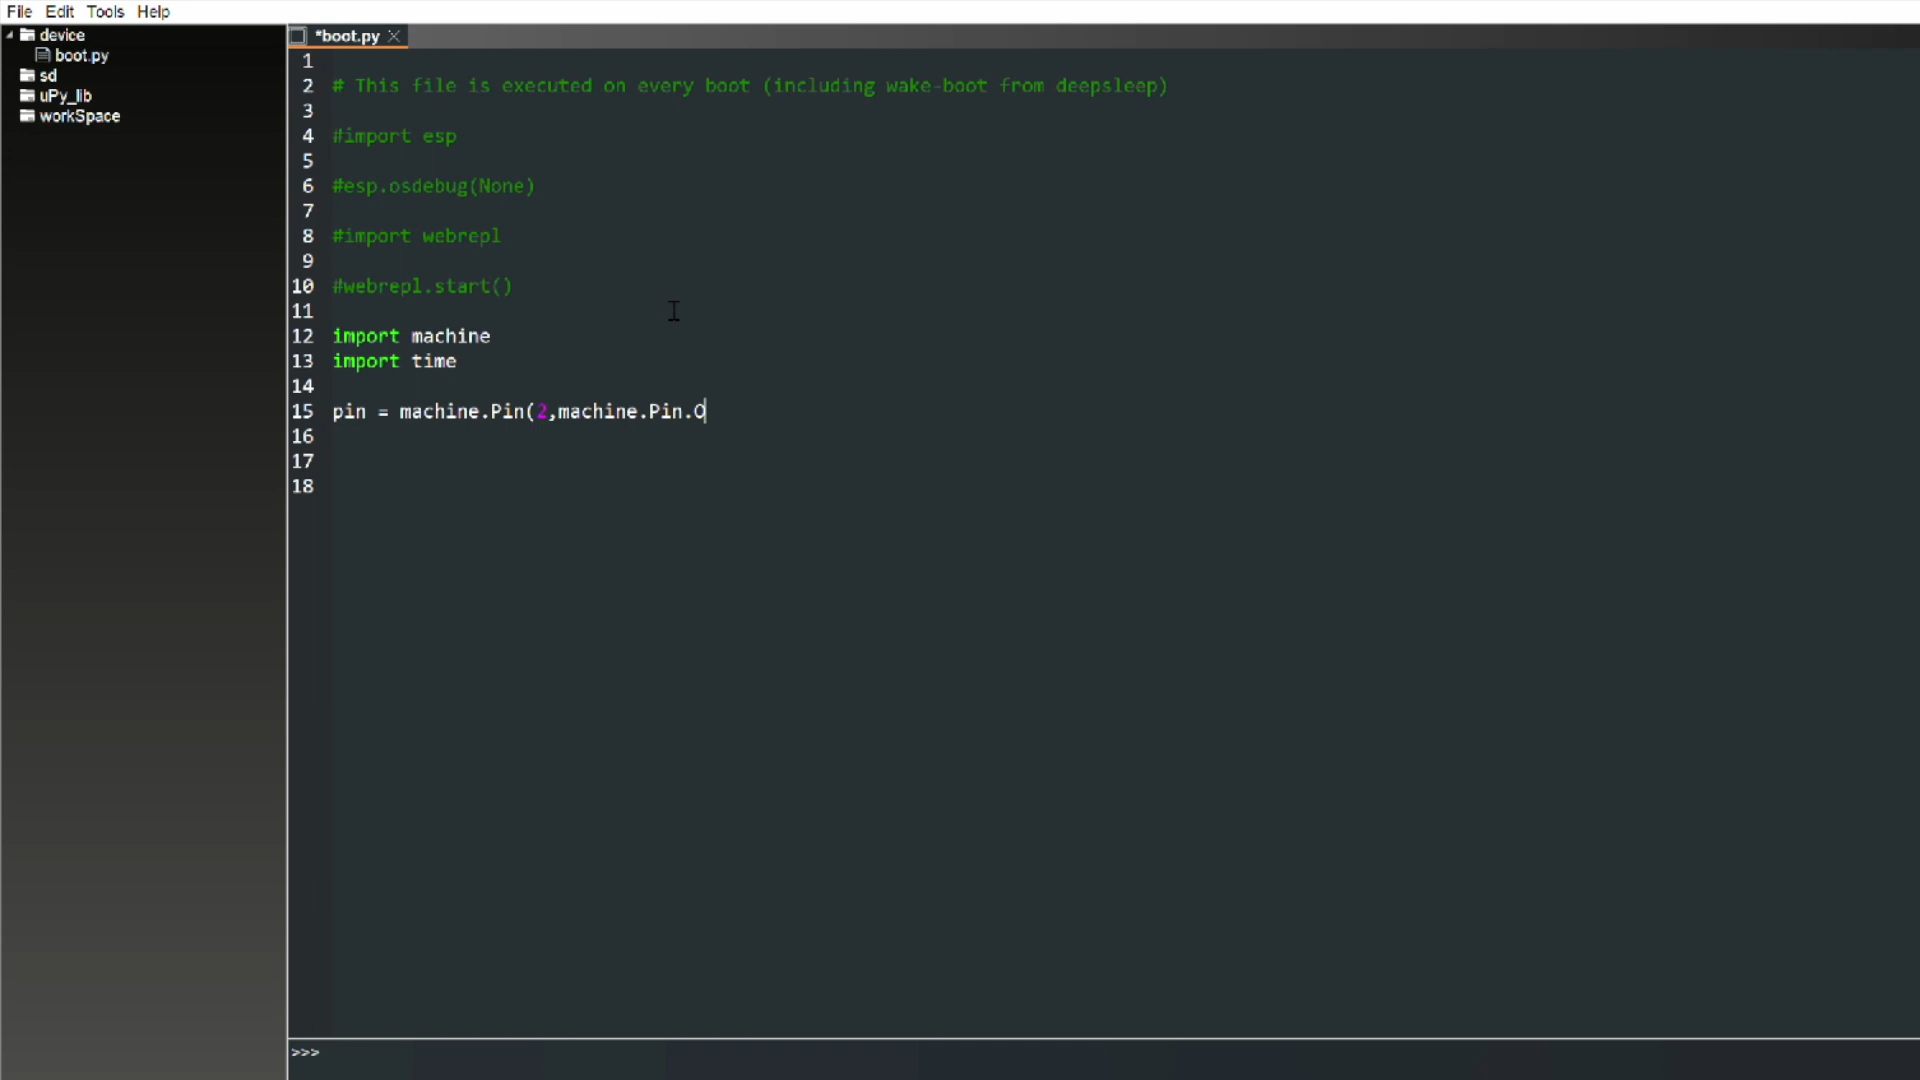 File Edit Tools Help
device
boot.py
sd
uPy_lib
workSpace
*boot.py
1
2 # This file is executed on every boot (including wake-boot from deepsleep)
3
4 #import esp
5
6 #esp.osdebug(None)
7
8 #import webrepl
9
10 #webrepl.start()
11
12 import machine
13 import time
14
15 pin = machine.Pin(2,machine.Pin.O
16
17
18
>>>